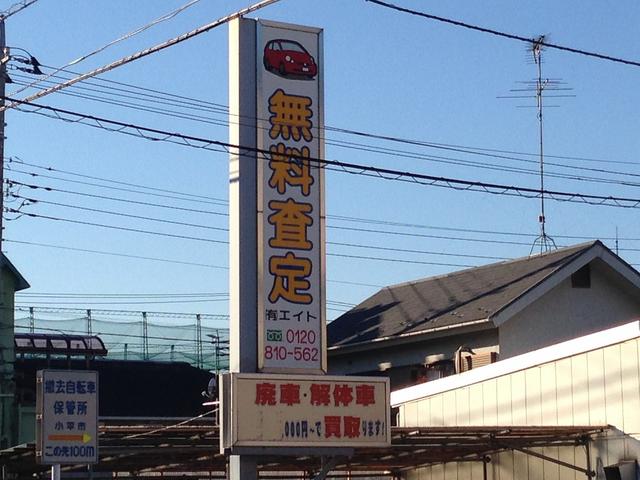 無料査定
㈲エイト
0120
810-562
廃車・解体車
000円~で買取ります!
撤去自転車
保管所
小平市
この先100m